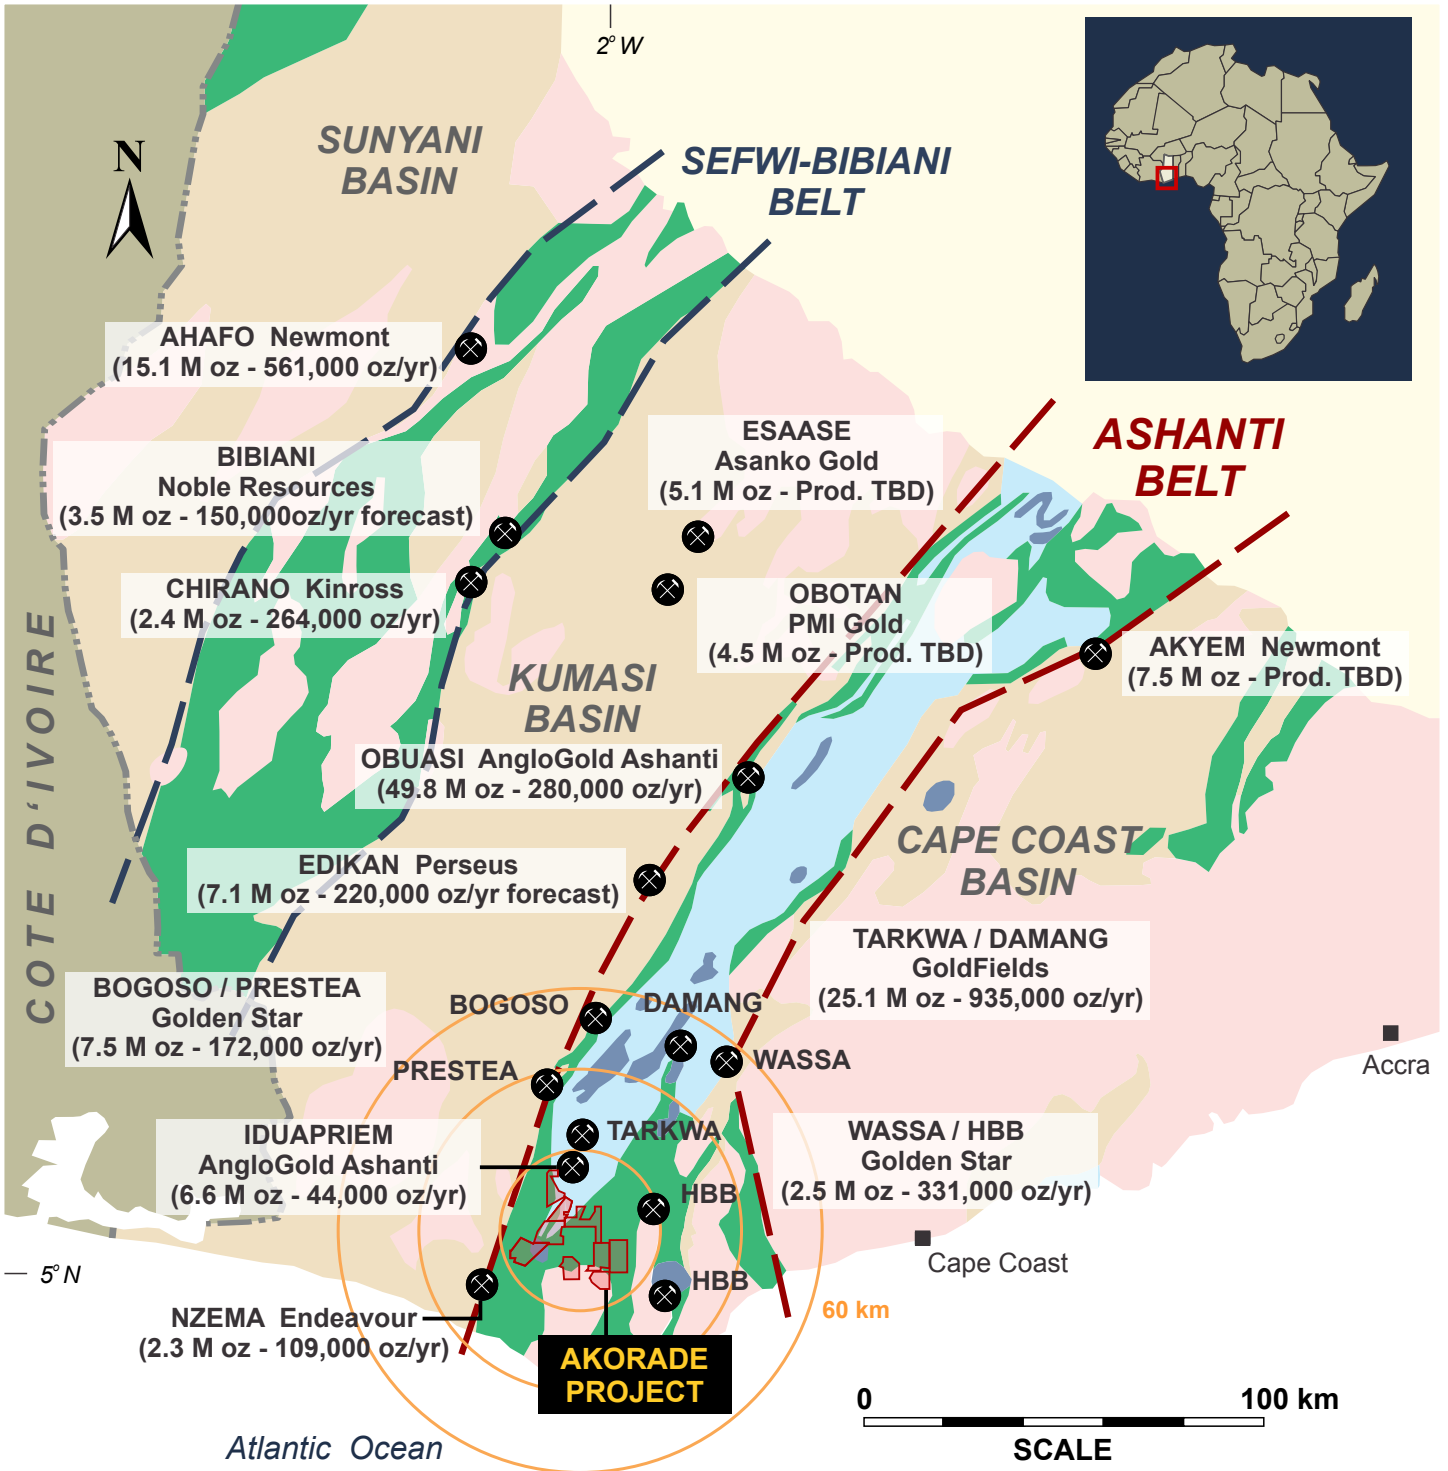 2° W
SUNYANI
BASIN
N
SEFWI-BIBIANI
BELT
AHAFO Newmont
(15.1 M oz - 561,000 oz/yr)
BIBIANI
Noble Resources
(3.5 M oz - 150,000oz/yr forecast)
ESAASE
Asanko Gold
(5.1 M oz - Prod. TBD)
ASHANTI
BELT
CHIRANO Kinross
(2.4 M oz - 264,000 oz/yr)
OBOTAN
PMI Gold
(4.5 M oz - Prod. TBD)
AKYEM Newmont
(7.5 M oz - Prod. TBD)
COTE D'IVOIRE
KUMASI
BASIN
OBUASI AngloGold Ashanti
(49.8 M oz - 280,000 oz/yr)
CAPE COAST
BASIN
EDIKAN Perseus
(7.1 M oz - 220,000 oz/yr forecast)
TARKWA / DAMANG
GoldFields
(25.1 M oz - 935,000 oz/yr)
BOGOSO / PRESTEA
Golden Star
(7.5 M oz - 172,000 oz/yr)
BOGOSO
DAMANG
PRESTEA
WASSA
Accra
IDUAPRIEM
AngloGold Ashanti
(6.6 M oz - 44,000 oz/yr)
TARKWA
WASSA / HBB
Golden Star
(2.5 M oz - 331,000 oz/yr)
HBB
Cape Coast
5° N
HBB
NZEMA Endeavour
(2.3 M oz - 109,000 oz/yr)
60 km
AKORADE
PROJECT
0 100 km
SCALE
Atlantic Ocean